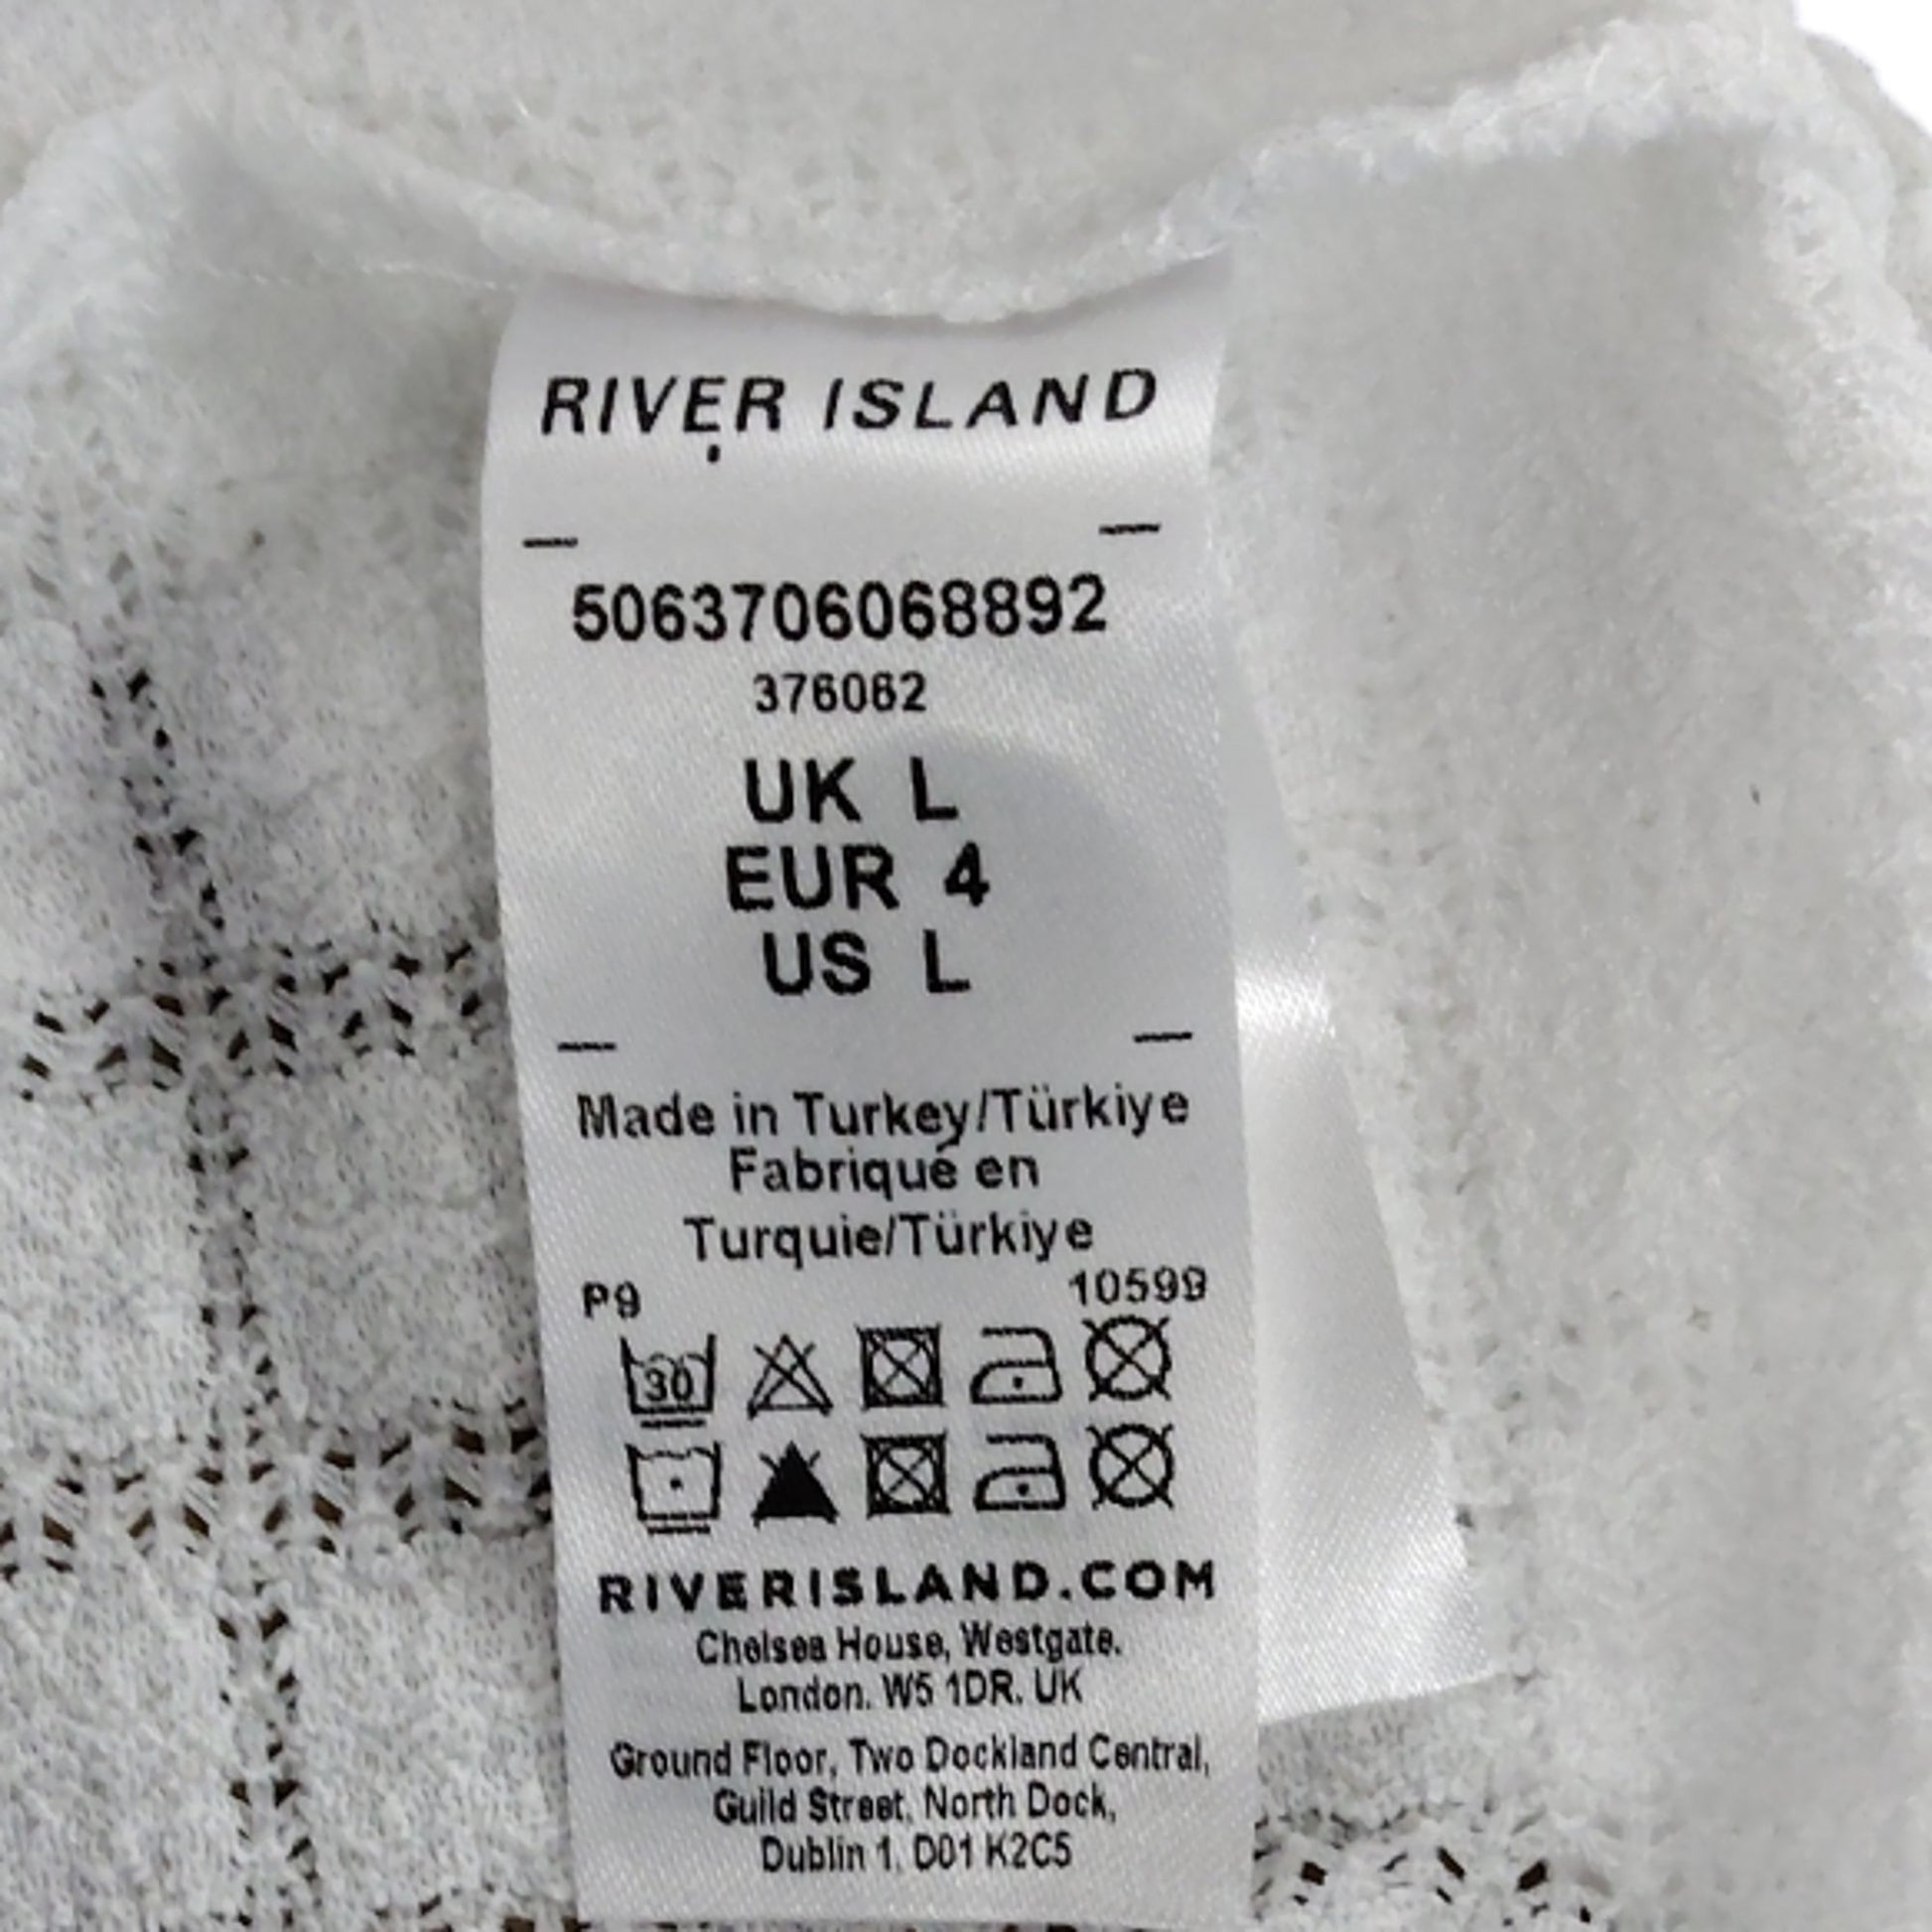 RIVER ISLAND
5063706068892
376062
UK L
EUR 4
US L
Made in Turkey/Türkiye
Fabriqué en
Turquie/Türkiye
P9 10599
30
RIVERISLAND.COM
Chelsea House, Westgate.
London. W5 1DR. UK
Ground Floor, Two Dockland Central,
Guild Street, North Dock,
Dublin 1, D01 K2C5